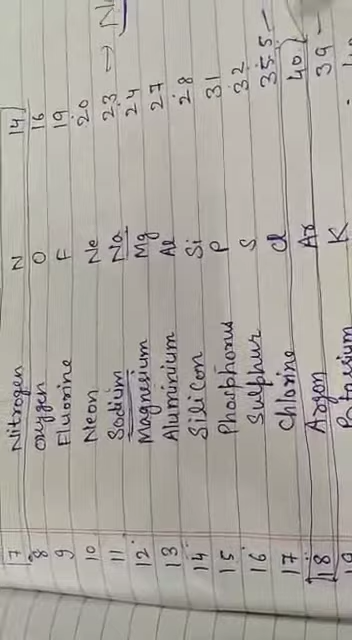 7 Nitrogen N 14
8 Oxygen O 16
9 Fluorine F 19
10 Neon Ne 20
11 Sodium Na 23 →
12 Magnesium Mg 24
13 Aluminium Al 27
14 Silicon Si 28
15 Phosphorus P 31
16 Sulphur S 32
17 Chlorine Cl 35.5 -
18 Argon Ar 40
19 Potassium K 39 -